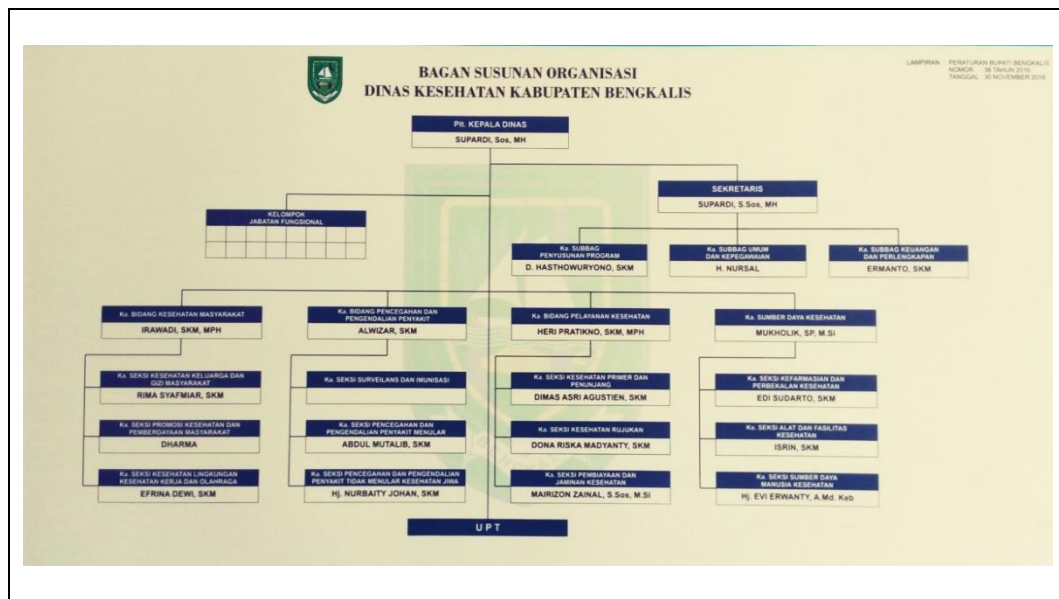 BAGAN SUSUNAN ORGANISASI
DINAS KESEHATAN KABUPATEN BENGKALIS
LAMPIRAN : PERATURAN BUPATI BENGKALIS
NOMOR : 38 TAHUN 2016
TANGGAL : 30 NOVEMBER 2016
Plt. KEPALA DINAS
SUPARDI, Sos, MH
SEKRETARIS
SUPARDI, S.Sos, MH
KELOMPOK
JABATAN FUNGSIONAL
Ka. SUBBAG
PENYUSUNAN PROGRAM
D. HASTHOWURYONO, SKM
Ka. SUBBAG UMUM
DAN KEPEGAWAIAN
H. NURSAL
Ka. SUBBAG KEUANGAN
DAN PERLENGKAPAN
ERMANTO, SKM
Ka. BIDANG KESEHATAN MASYARAKAT
IRAWADI, SKM, MPH
Ka. BIDANG PENCEGAHAN DAN
PENGENDALIAN PENYAKIT
ALWIZAR, SKM
Ka. BIDANG PELAYANAN KESEHATAN
HERI PRATIKNO, SKM, MPH
Ka. SUMBER DAYA KESEHATAN
MUKHOLIK, SP, M.Si
Ka. SEKSI KESEHATAN KELUARGA DAN
GIZI MASYARAKAT
RIMA SYAFMIAR, SKM
Ka. SEKSI SURVEILANS DAN IMUNISASI
Ka. SEKSI KESEHATAN PRIMER DAN
PENUNJANG
DIMAS ASRI AGUSTIEN, SKM
Ka. SEKSI KEFARMASIAN DAN
PERBEKALAN KESEHATAN
EDI SUDARTO, SKM
Ka. SEKSI PROMOSI KESEHATAN DAN
PEMBERDAYAAN MASYARAKAT
DHARMA
Ka. SEKSI PENCEGAHAN DAN
PENGENDALIAN PENYAKIT MENULAR
ABDUL MUTALIB, SKM
Ka. SEKSI KESEHATAN RUJUKAN
DONA RISKA MADYANTY, SKM
Ka. SEKSI ALAT DAN FASILITAS
KESEHATAN
ISRIN, SKM
Ka. SEKSI KESEHATAN LINGKUNGAN
KESEHATAN KERJA DAN OLAHRAGA
EFRINA DEWI, SKM
Ka. SEKSI PENCEGAHAN DAN PENGENDALIAN
PENYAKIT TIDAK MENULAR KESEHATAN JIWA
Hj. NURBAITY JOHAN, SKM
Ka. SEKSI PEMBIAYAAN DAN
JAMINAN KESEHATAN
MAIRIZON ZAINAL, S.Sos, M.Si
Ka. SEKSI SUMBER DAYA
MANUSIA KESEHATAN
Hj. EVI ERWANTY, A.Md. Keb
UPT